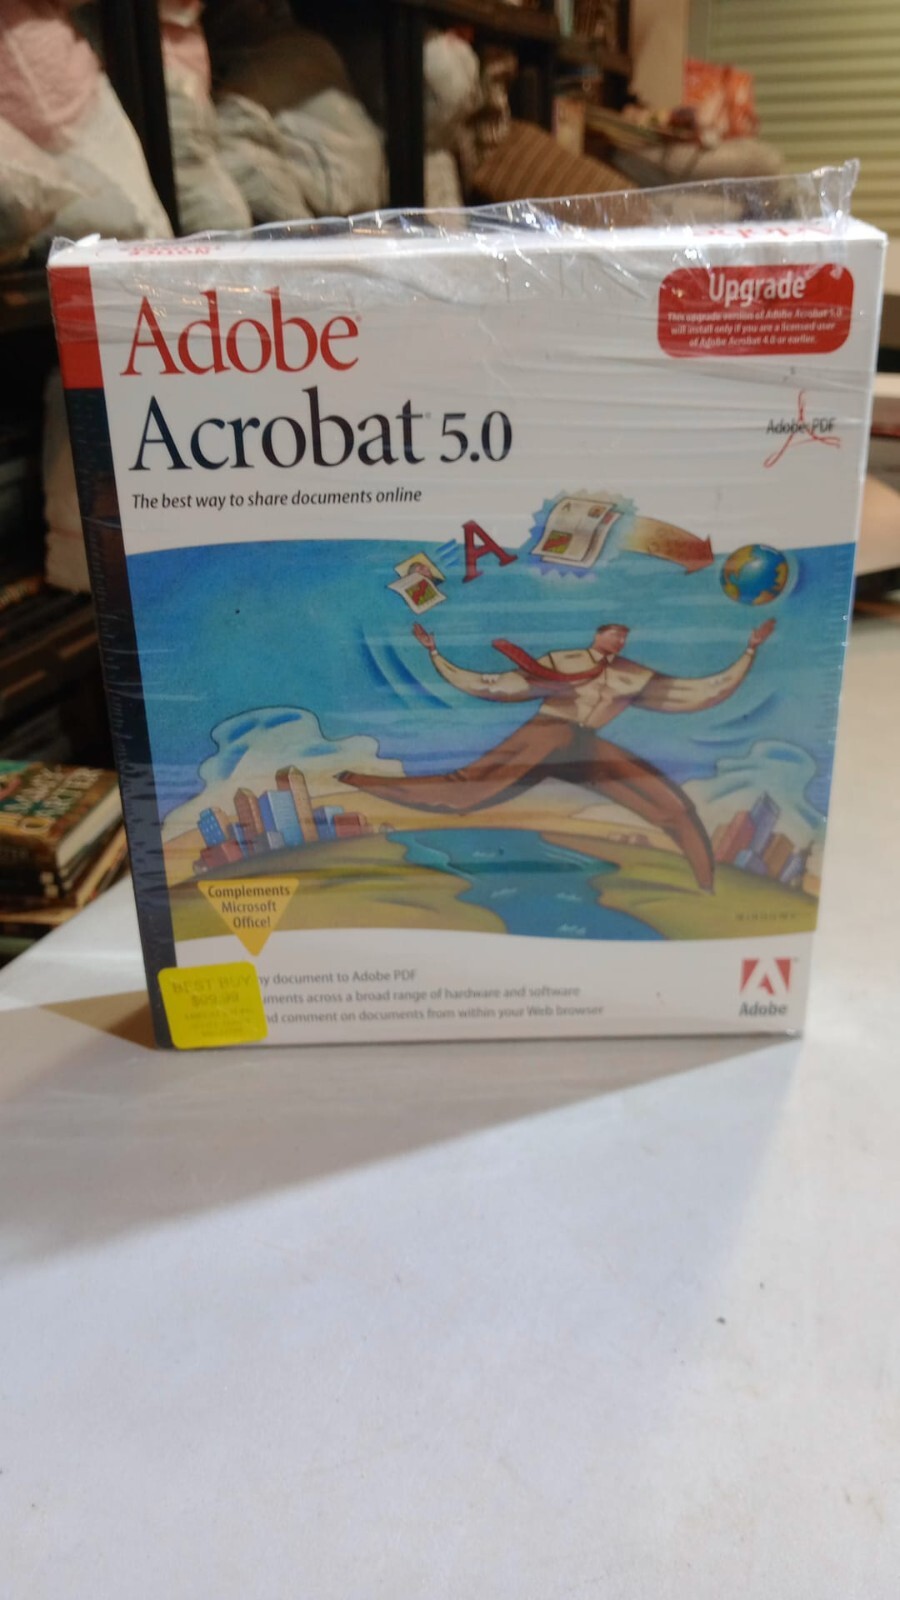 Adobe
Acrobat 5.0
The best way to share documents online
Upgrade
This upgrade version of Adobe Acrobat 5.0
will install only if you are a licensed user
of Adobe Acrobat 4.0 or earlier.
Adobe PDF
A
Complements
Microsoft
Office!
BEST BUY
$99.99
document to Adobe PDF
across a broad range of hardware and software
comment on documents from within your Web browser
Adobe